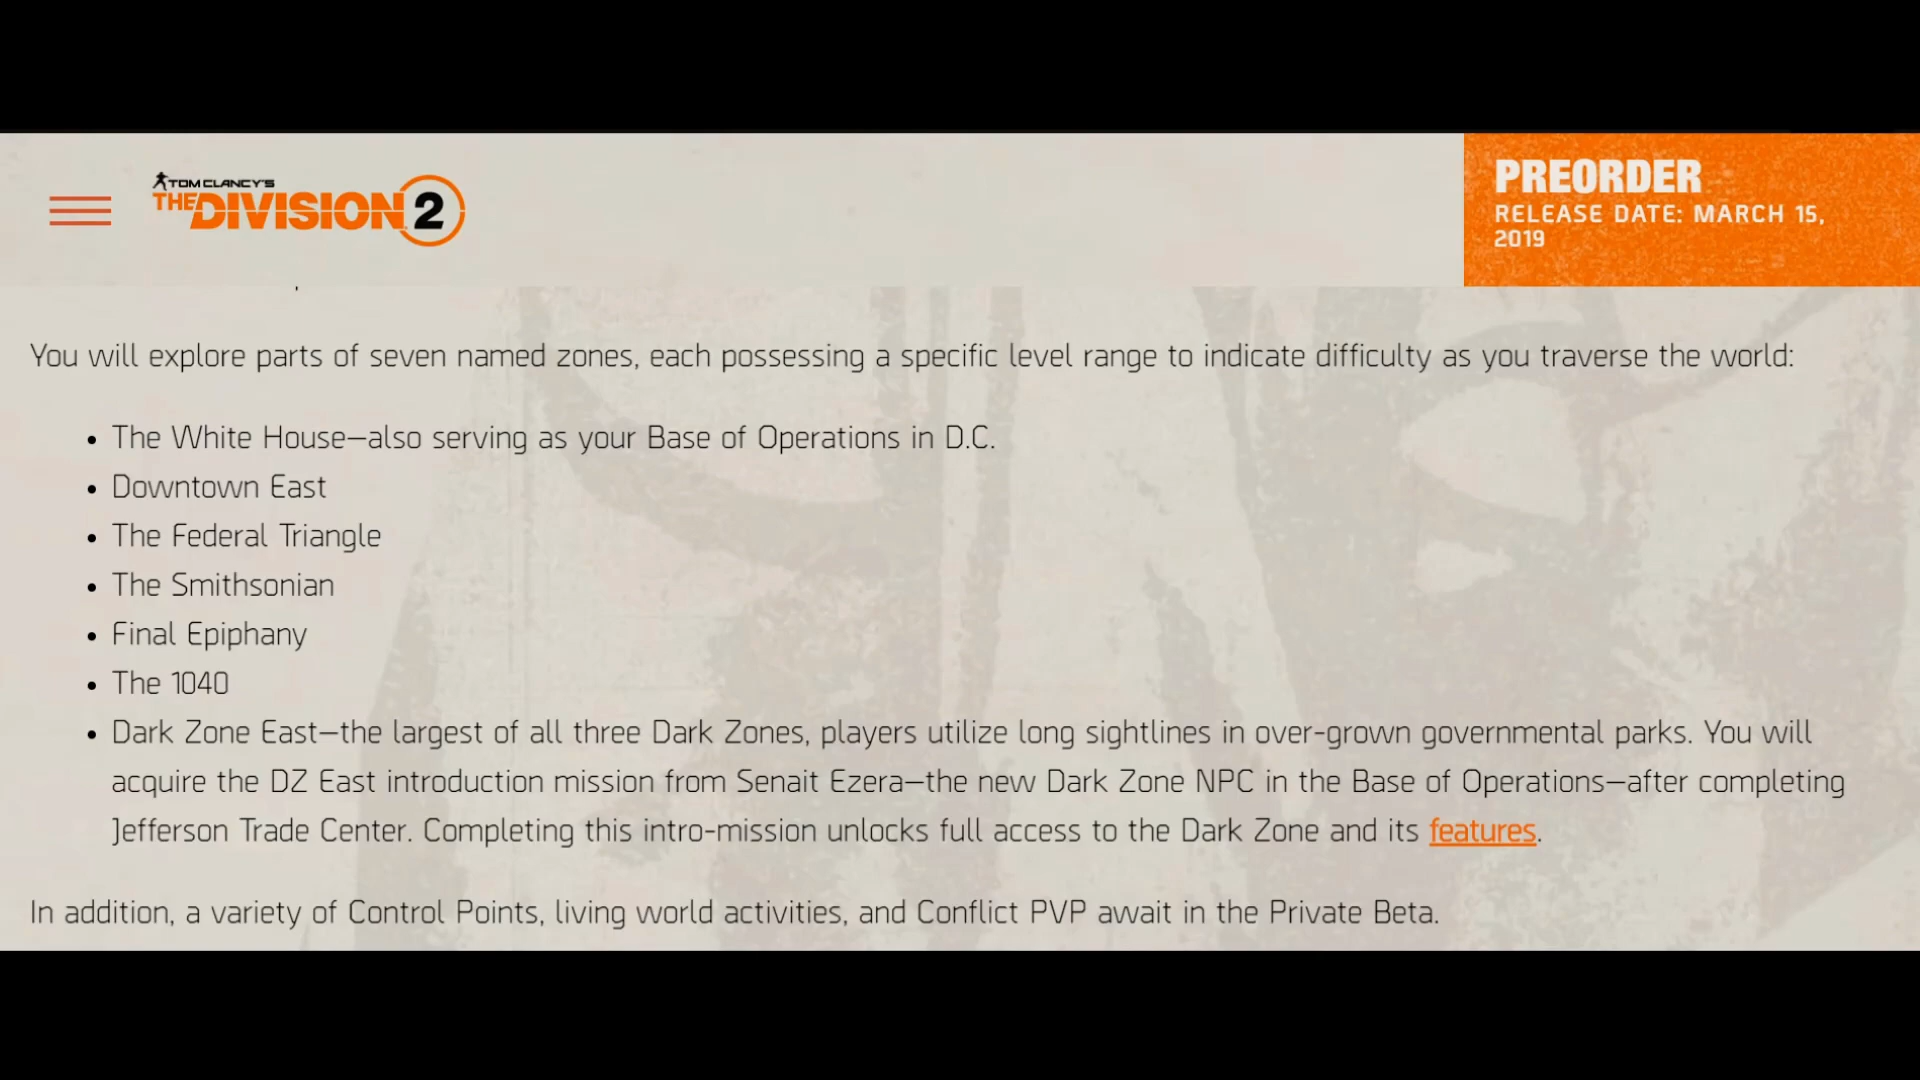 TOM CLANCY'S
THE DIVISION 2
PREORDER
RELEASE DATE: MARCH 15,
2019
You will explore parts of seven named zones, each possessing a specific level range to indicate difficulty as you traverse the world:
• The White House—also serving as your Base of Operations in D.C.
• Downtown East
• The Federal Triangle
• The Smithsonian
• Final Epiphany
• The 1040
• Dark Zone East—the largest of all three Dark Zones, players utilize long sightlines in over-grown governmental parks. You will
acquire the DZ East introduction mission from Senait Ezera—the new Dark Zone NPC in the Base of Operations—after completing
Jefferson Trade Center. Completing this intro-mission unlocks full access to the Dark Zone and its features.
In addition, a variety of Control Points, living world activities, and Conflict PVP await in the Private Beta.